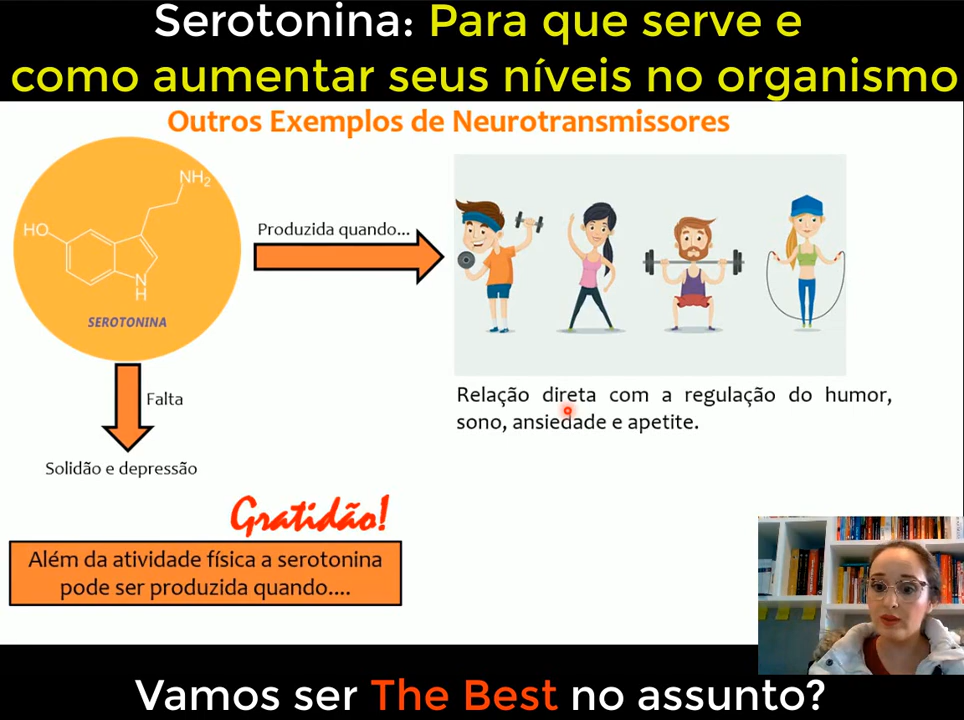 Serotonina: Para que serve e
como aumentar seus níveis no organismo
Outros Exemplos de Neurotransmissores
NH2
HO
N
H
SEROTONINA
Produzida quando...
Relação direta com a regulação do humor,
sono, ansiedade e apetite.
Falta
Solidão e depressão
Gratidão!
Além da atividade física a serotonina
pode ser produzida quando....
Vamos ser The Best no assunto?